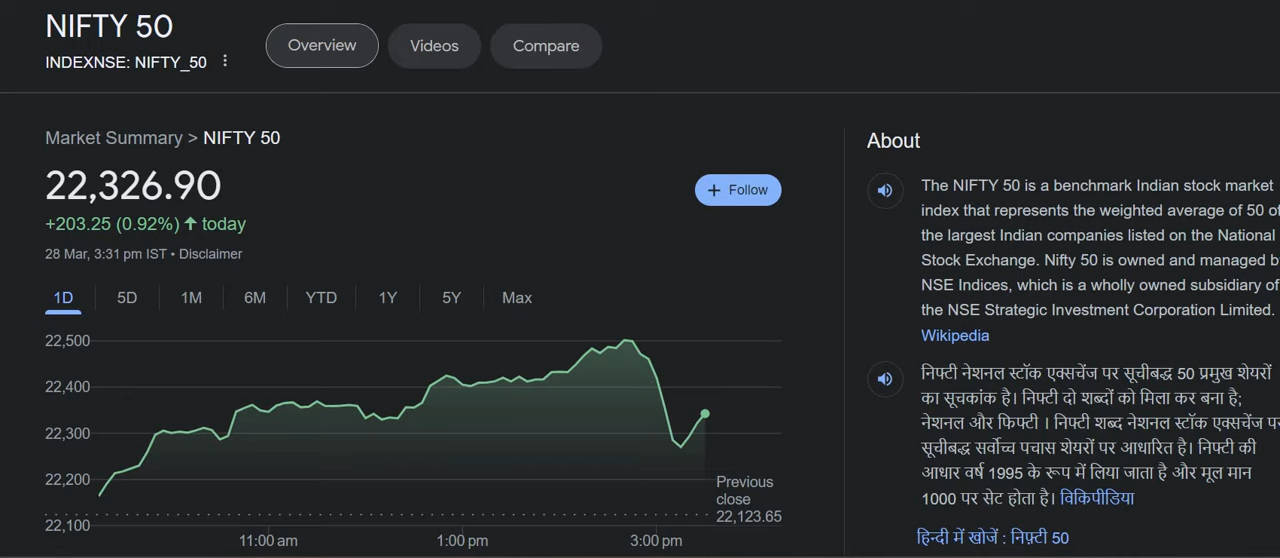 NIFTY 50
INDEXNSE: NIFTY_50
Overview
Videos
Compare
Market Summary > NIFTY 50
22,326.90
+203.25 (0.92%) ↑ today
28 Mar, 3:31 pm IST • Disclaimer
+ Follow
1D 5D 1M 6M YTD 1Y 5Y Max
22,500
22,400
22,300
22,200
22,100
Previous
close
22,123.65
11:00 am 1:00 pm 3:00 pm
About
The NIFTY 50 is a benchmark Indian stock market
index that represents the weighted average of 50 of
the largest Indian companies listed on the National
Stock Exchange. Nifty 50 is owned and managed b
NSE Indices, which is a wholly owned subsidiary of
the NSE Strategic Investment Corporation Limited.
Wikipedia
निफ्टी नेशनल स्टॉक एक्सचेंज पर सूचीबद्ध 50 प्रमुख शेयरों
का सूचकांक है। निफ्टी दो शब्दों को मिला कर बना है;
नेशनल और फिफ्टी । निफ्टी शब्द नेशनल स्टॉक एक्सचेंज पर
सूचीबद्ध सर्वोच्च पचास शेयरों पर आधारित है। निफ्टी की
आधार वर्ष 1995 के रूप में लिया जाता है और मूल मान
1000 पर सेट होता है। विकिपीडिया
हिन्दी में खोजें : निफ़्टी 50